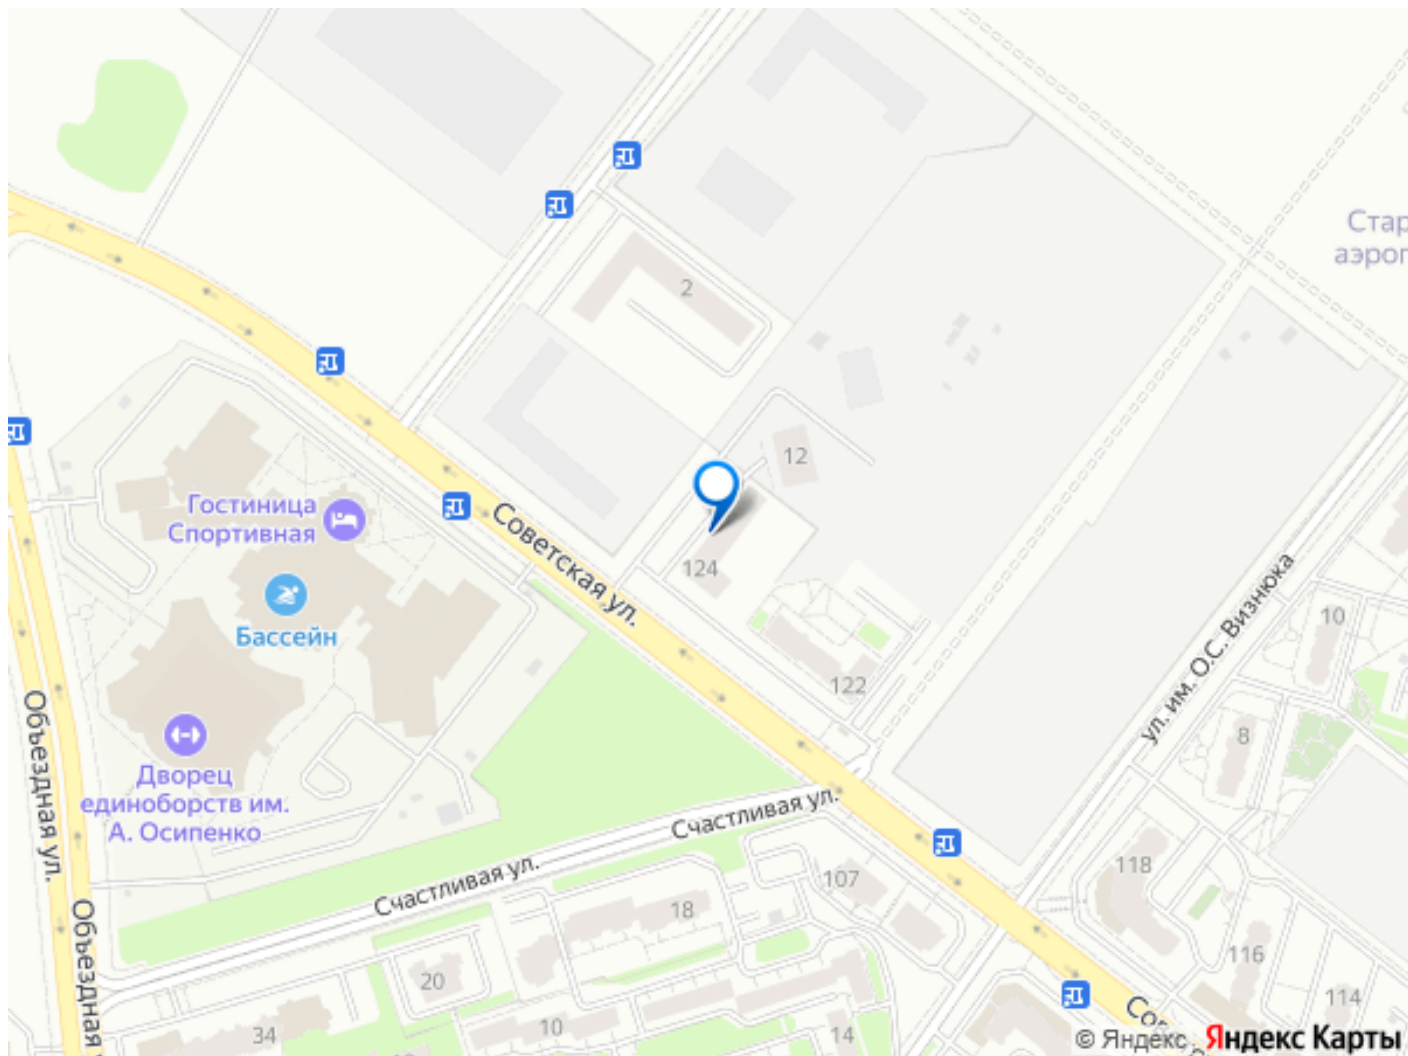 Стар
аэроп
2
12
Гостиница
Спортивная
Советская ул.
124
Бассейн
122
10
ул. им. О.С. Визнюка
8
Объездная ул.
Дворец
единоборств им.
А. Осипенко
Счастливая ул.
Счастливая ул.
107
118
18
Объездная
116
20
114
34
10
14
Сов
© Яндекс Яндекс Карты